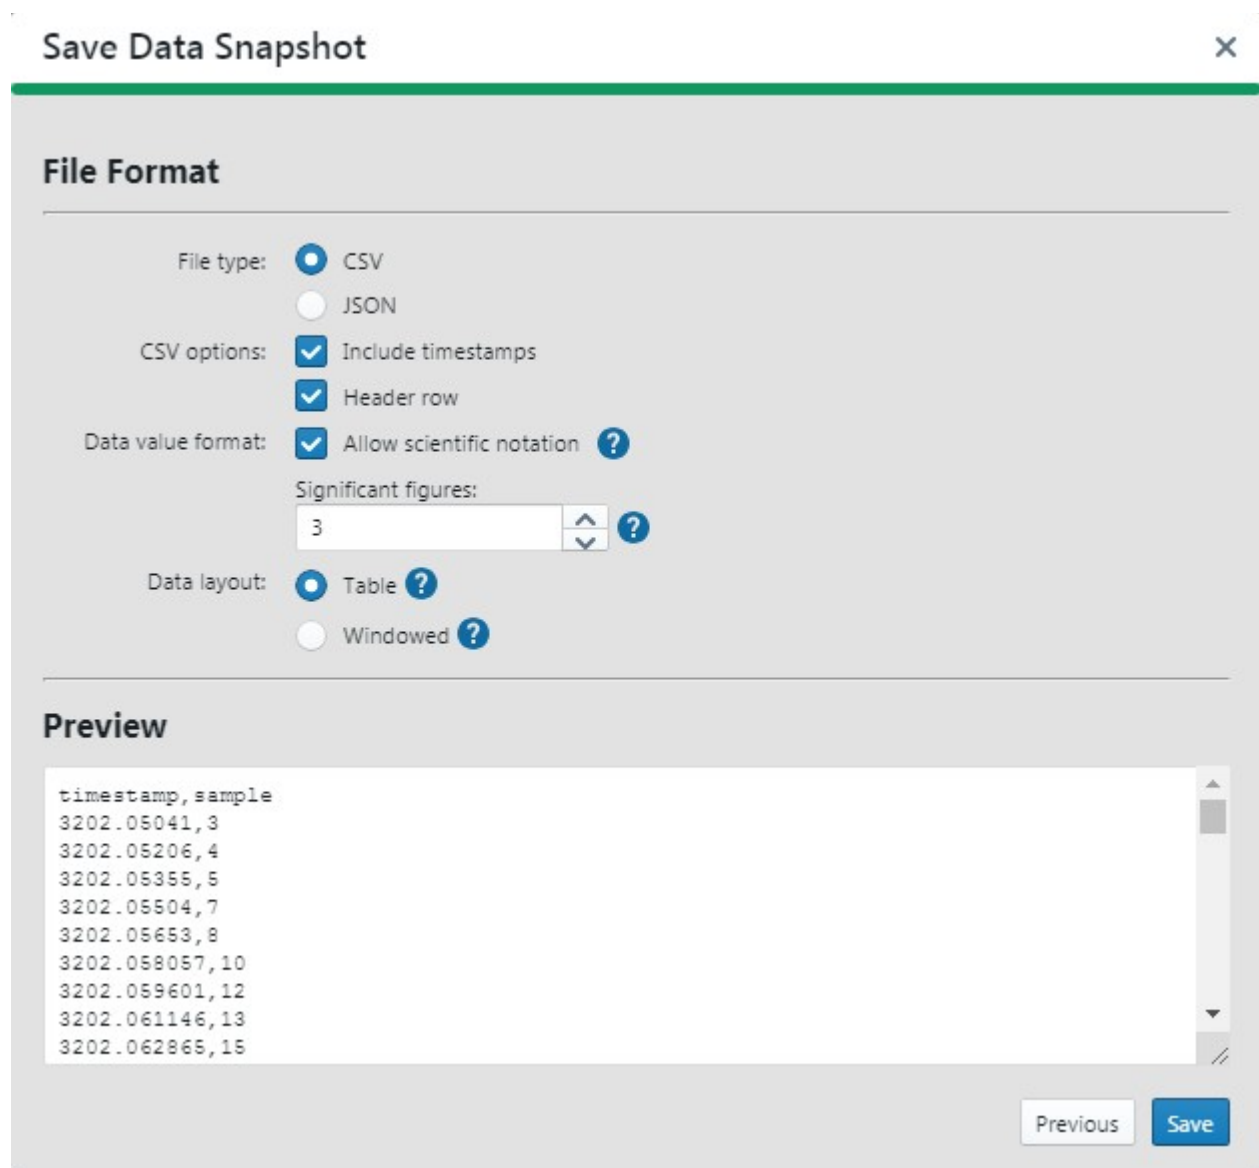 Save Data Snapshot
File Format
File type: CSV
JSON
CSV options: Include timestamps
Header row
Data value format: Allow scientific notation ?
Significant figures:
3 ?
Data layout: Table ?
Windowed ?
Preview
timestamp,sample
3202.05041,3
3202.05206,4
3202.05355,5
3202.05504,7
3202.05653,8
3202.058057,10
3202.059601,12
3202.061146,13
3202.062865,15
Previous Save